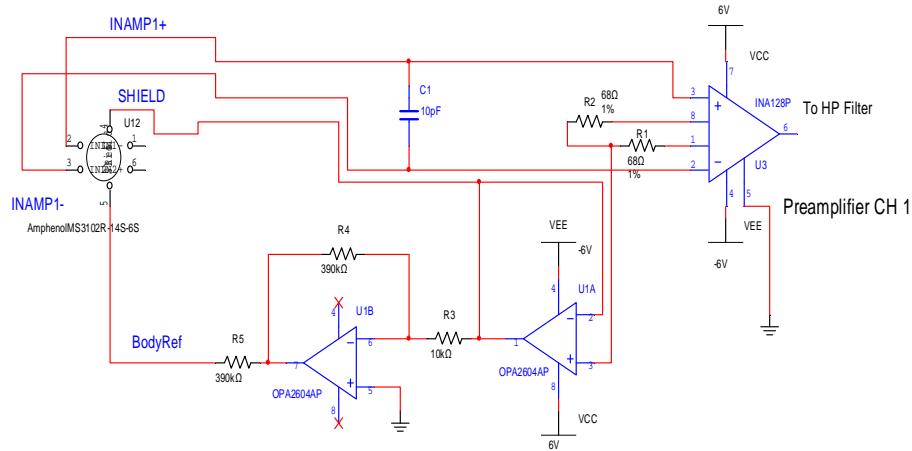 6V
INAMP1+
VCC
7
C1
10pF
INA128P
SHIELD
R2
68Ω
1%
3
8
To HP Filter
6
4
U12
R1
1
2
1
3
6
68Ω
1%
2
U3
4
5
INAMP1-
5
VEE
Preamplifier CH 1
AmphenolMS3102R-14S-6S
-6V
VEE
-6V
R4
390kΩ
4
U1A
4
U1B
R3
2
BodyRef
R5
6
10kΩ
1
390kΩ
7
3
5
OPA2604AP
OPA2604AP
8
8
VCC
6V